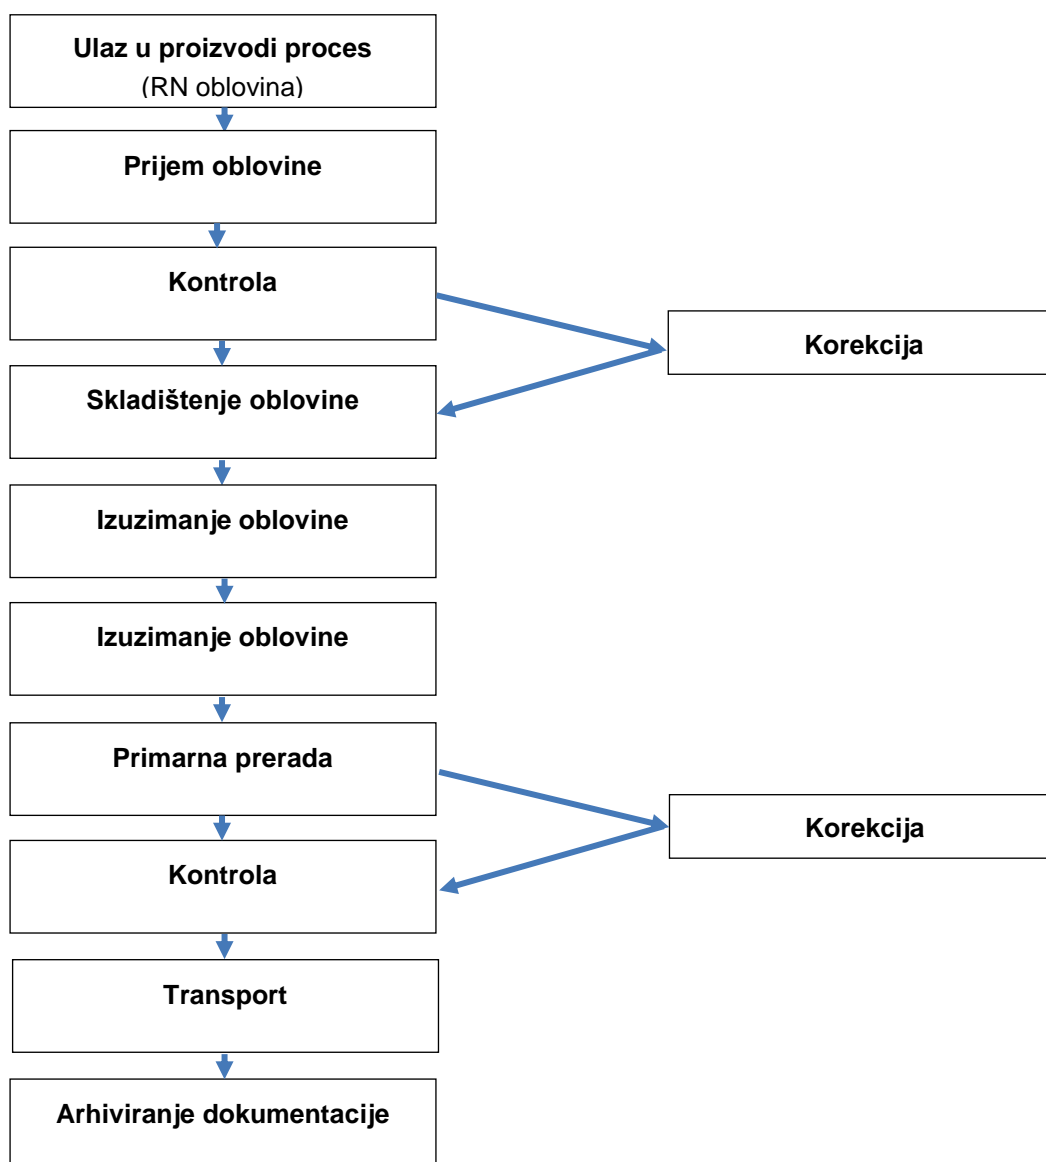 Ulaz u proizvodi proces
(RN oblovina)
Prijem oblovine
Kontrola
Korekcija
Skladištenje oblovine
Izuzimanje oblovine
Izuzimanje oblovine
Primarna prerada
Korekcija
Kontrola
Transport
Arhiviranje dokumentacije